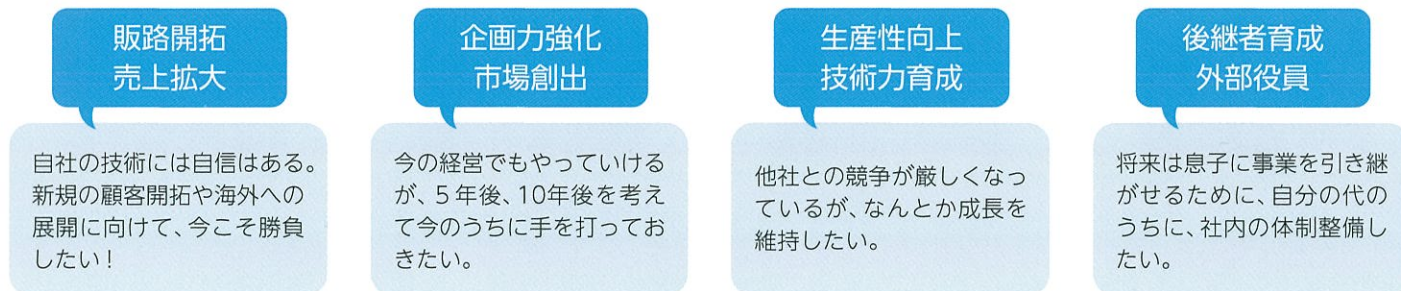 販路開拓
売上拡大
自社の技術には自信はある。
新規の顧客開拓や海外への
展開に向けて、今こそ勝負
したい！
企画力強化
市場創出
今の経営でもやっていける
が、5年後、10年後を考え
て今のうちに手を打ってお
きたい。
生産性向上
技術力育成
他社との競争が厳しくなっ
ているが、なんとか成長を
維持したい。
後継者育成
外部役員
将来は息子に事業を引き継
がせるために、自分の代の
うちに、社内の体制整備し
たい。